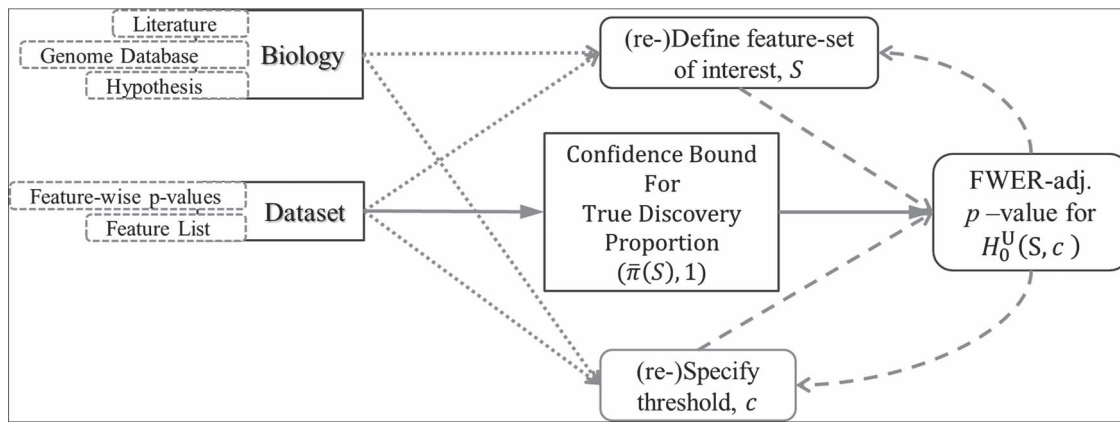 Literature
Genome Database
Hypothesis
Biology
Feature-wise p-values
Feature List
Dataset
(re-)Define feature-set
of interest, S
Confidence Bound
For
True Discovery
Proportion
(π̄(S), 1)
(re-)Specify
threshold, c
FWER-adj.
p –value for
H₀ᵁ(S, c )